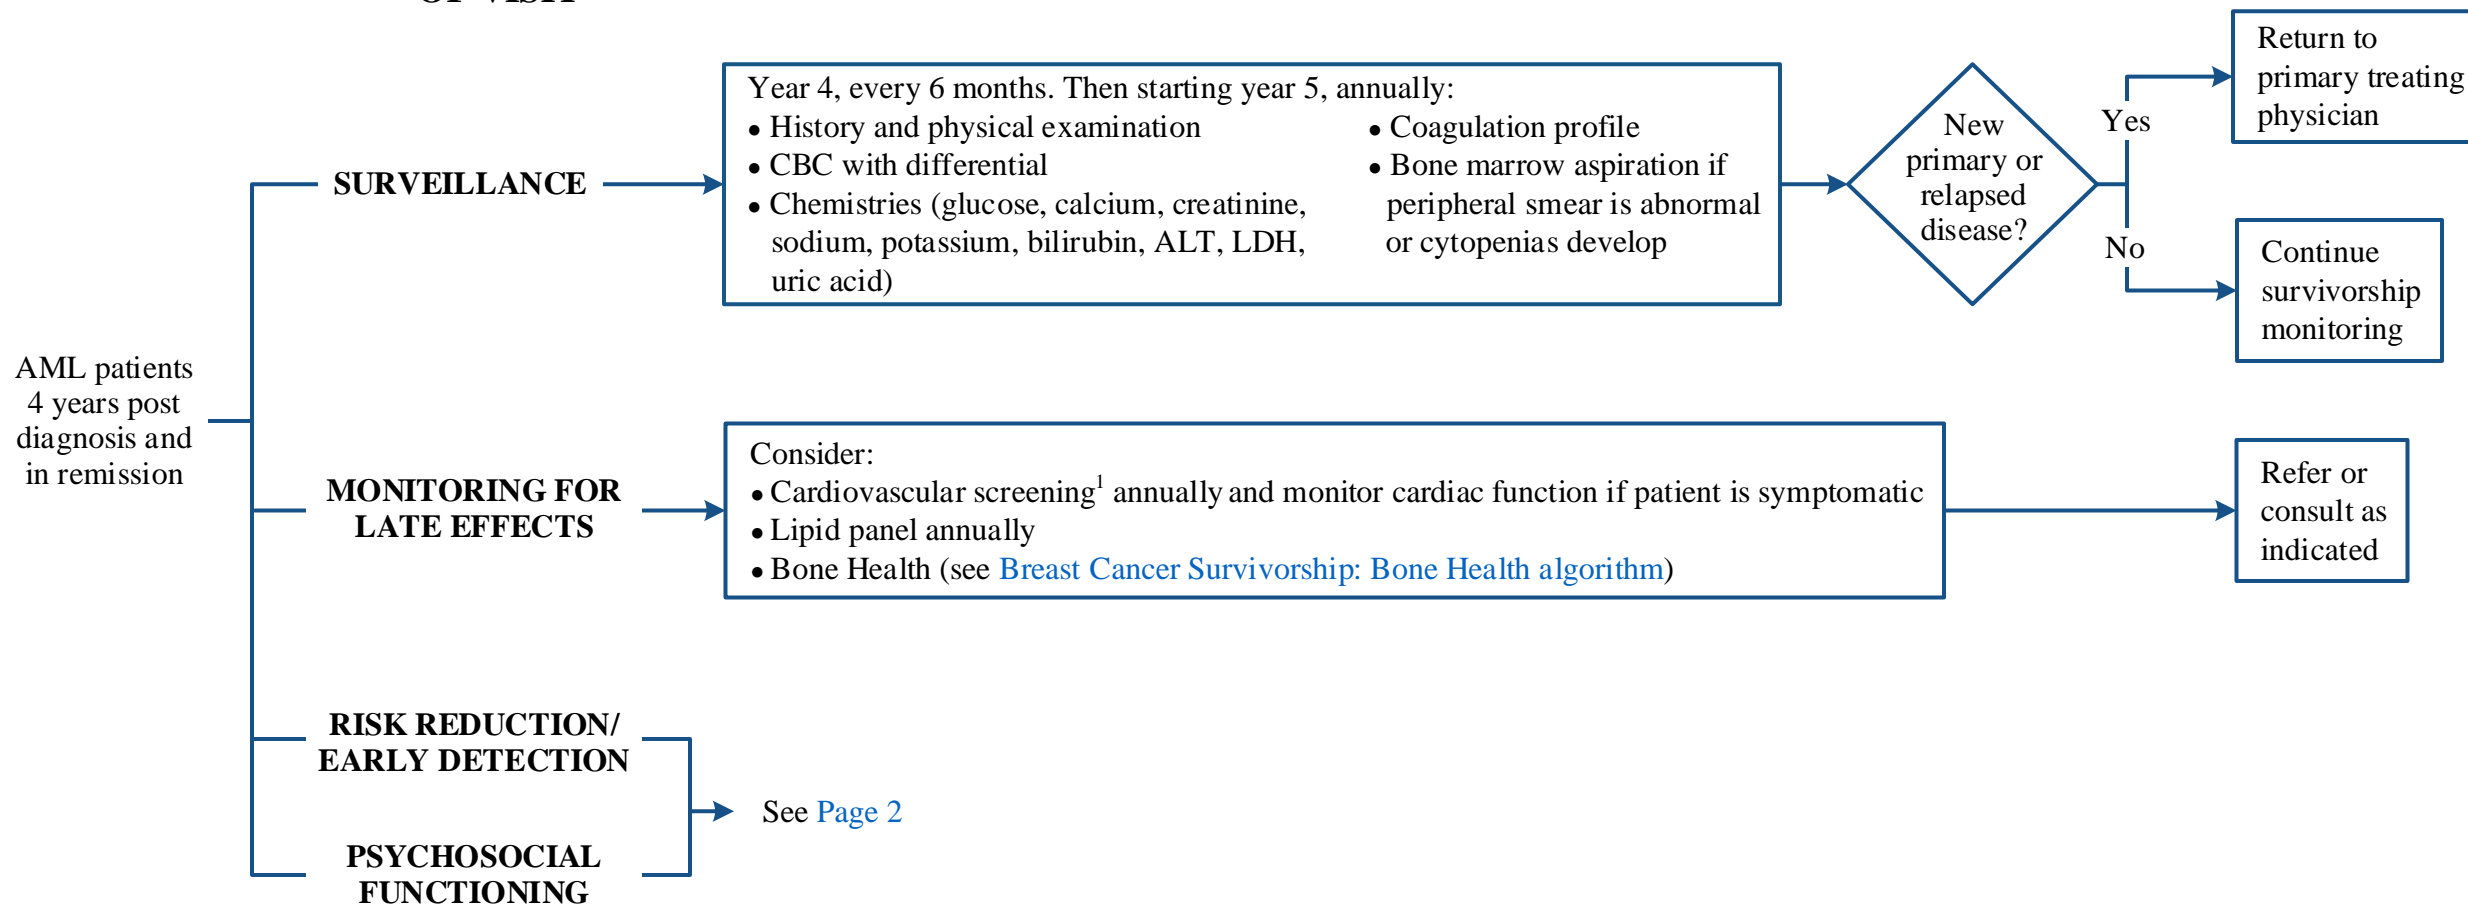 OF VISIT
Year 4, every 6 months. Then starting year 5, annually:
● History and physical examination
● CBC with differential
● Chemistries (glucose, calcium, creatinine,
sodium, potassium, bilirubin, ALT, LDH,
uric acid)
● Coagulation profile
● Bone marrow aspiration if
peripheral smear is abnormal
or cytopenias develop
SURVEILLANCE
New
primary or
relapsed
disease?
Yes
No
Return to
primary treating
physician
Continue
survivorship
monitoring
AML patients
4 years post
diagnosis and
in remission
MONITORING FOR
LATE EFFECTS
Consider:
● Cardiovascular screening¹ annually and monitor cardiac function if patient is symptomatic
● Lipid panel annually
● Bone Health (see Breast Cancer Survivorship: Bone Health algorithm)
Refer or
consult as
indicated
RISK REDUCTION/
EARLY DETECTION
See Page 2
PSYCHOSOCIAL
FUNCTIONING